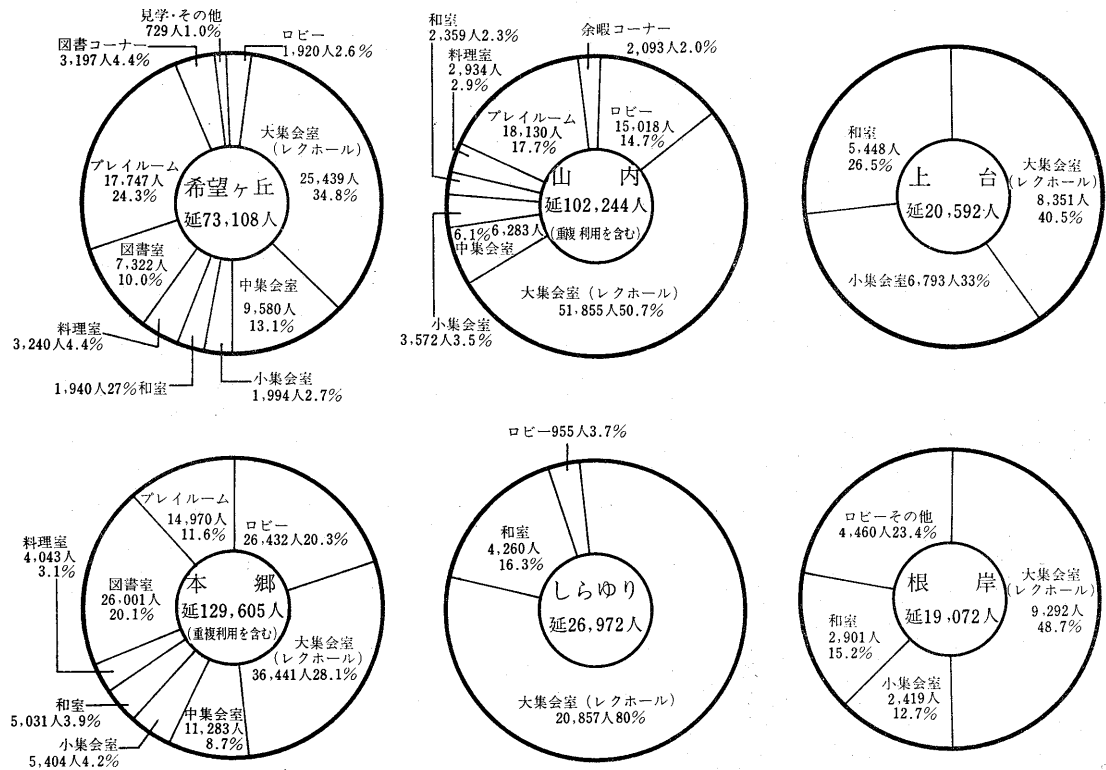 見学・その他
729人1.0%
ロビー
1,920人2.6%
図書コーナー
3,197人4.4%
大集会室
(レクホール)
25,439人
34.8%
プレイルーム
17,747人
24.3%
希望ヶ丘
延73,108人
図書室
7,322人
10.0%
中集会室
9,580人
13.1%
料理室
3,240人4.4%
1,940人27%和室
小集会室
1,994人2.7%
和室
2,359人2.3%
余暇コーナー
2,093人2.0%
料理室
2,934人
2.9%
プレイルーム
18,130人
17.7%
ロビー
15,018人
14.7%
山内
延102,244人
(重複利用を含む)
6.1% 6,283人
中集会室
大集会室(レクホール)
51,855人50.7%
小集会室
3,572人3.5%
和室
5,448人
26.5%
大集会室
(レクホール)
8,351人
40.5%
上台
延20,592人
小集会室6,793人33%
プレイルーム
14,970人
11.6%
ロビー
26,432人20.3%
料理室
4,043人
3.1%
図書室
26,001人
20.1%
本郷
延129,605人
(重複利用を含む)
大集会室
(レクホール)
36,441人28.1%
和室
5,031人3.9%
中集会室
11,283人
8.7%
小集会室
5,404人4.2%
ロビー955人3.7%
和室
4,260人
16.3%
しらゆり
延26,972人
大集会室(レクホール)
20,857人80%
ロビーその他
4,460人23.4%
大集会室
(レクホール)
9,292人
48.7%
根岸
延19,072人
和室
2,901人
15.2%
小集会室
2,419人
12.7%